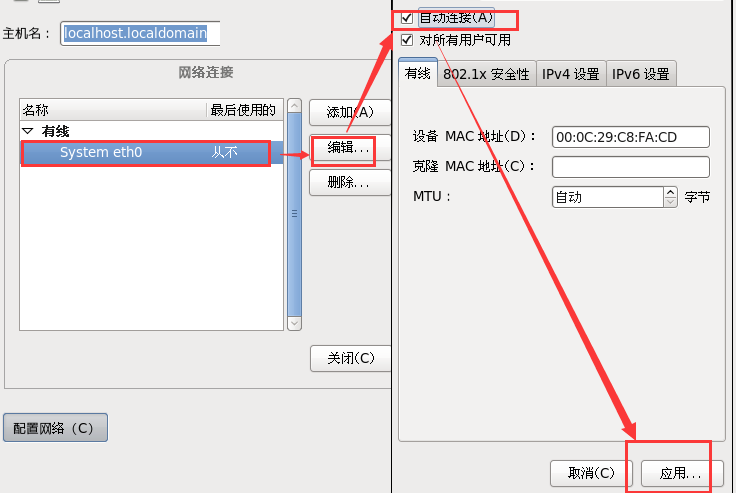 主机名： localhost.localdomain
网络连接
名称 最后使用的
有线
System eth0 从不
添加(A)
编辑...
删除...
关闭(C)
配置网络（C）
自动连接(A)
对所有用户可用
有线 802.1x 安全性 IPv4 设置 IPv6 设置
设备 MAC 地址(D)： 00:0C:29:C8:FA:CD
克隆 MAC 地址(C)：
MTU： 自动 字节
取消(C) 应用...